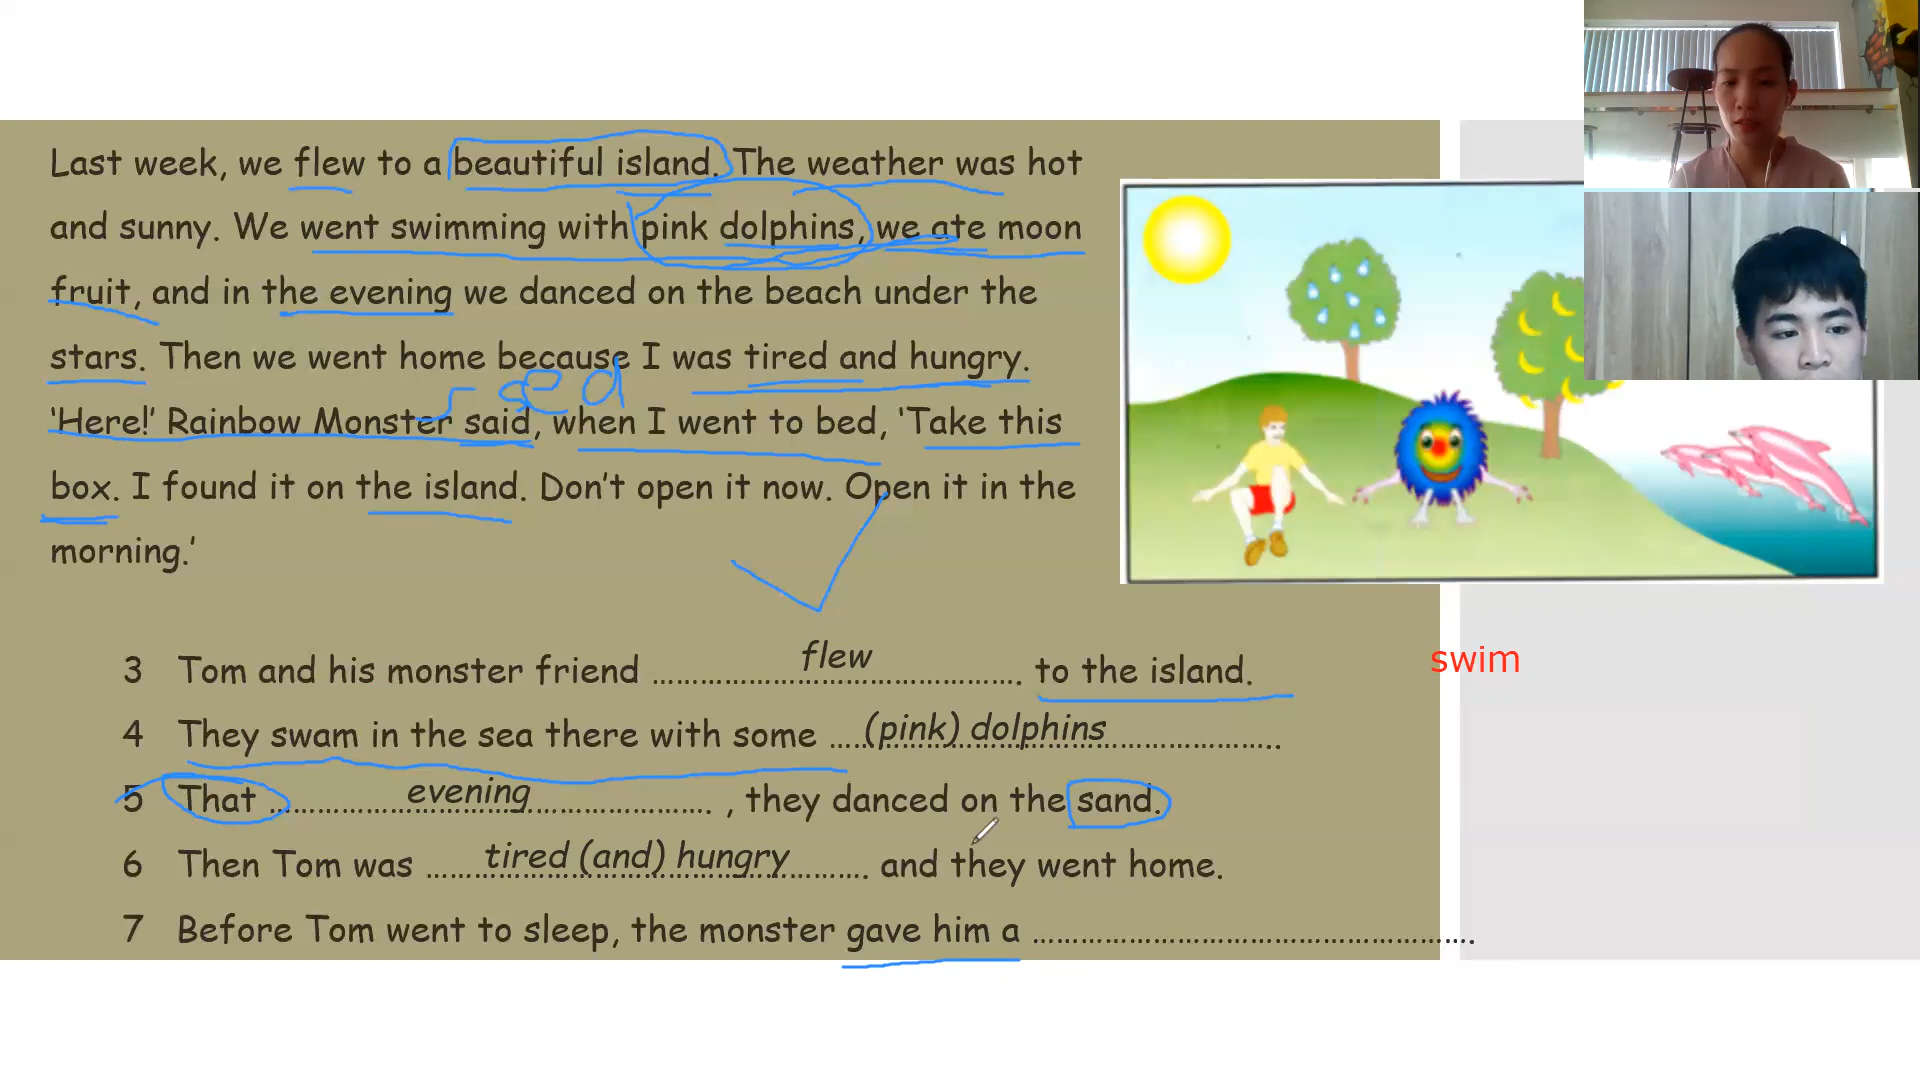 Last week, we flew to a beautiful island. The weather was hot
and sunny. We went swimming with pink dolphins, we ate moon
fruit, and in the evening we danced on the beach under the
stars. Then we went home because I was tired and hungry.
‘Here!’ Rainbow Monster said, when I went to bed, ‘Take this
box. I found it on the island. Don’t open it now. Open it in the
morning.’
3 Tom and his monster friend ......flew...... to the island.
swim
4 They swam in the sea there with some ......(pink) dolphins......
5 That ......evening...... , they danced on the sand.
6 Then Tom was ......tired (and) hungry...... and they went home.
7 Before Tom went to sleep, the monster gave him a ............